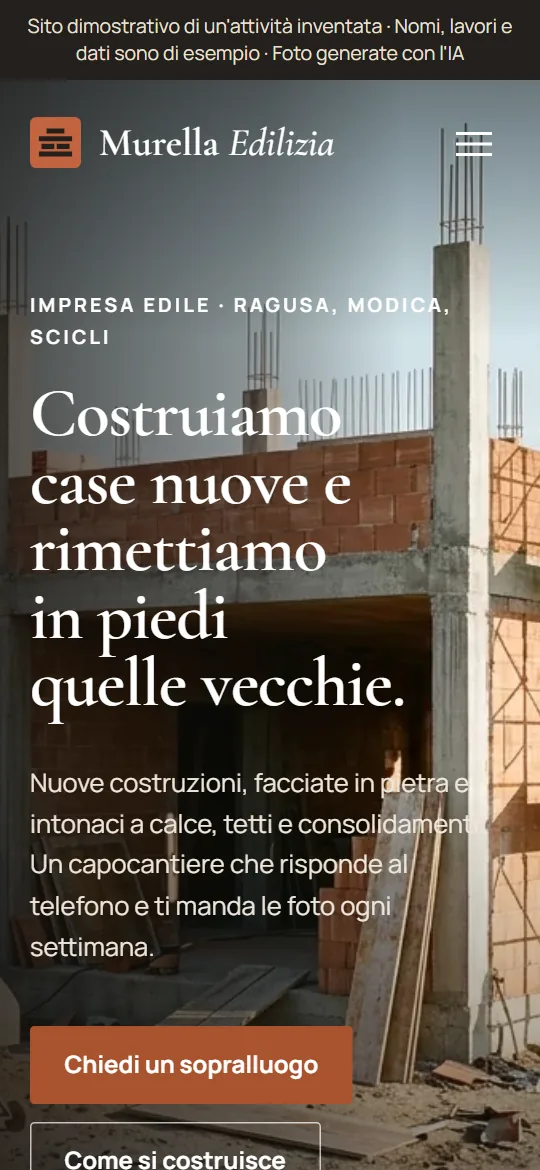 Sito dimostrativo di un'attività inventata · Nomi, lavori e
dati sono di esempio · Foto generate con l'IA
Murella Edilizia
IMPRESA EDILE · RAGUSA, MODICA,
SCICLI
Costruiamo
case nuove e
rimettiamo
in piedi
quelle vecchie.
Nuove costruzioni, facciate in pietra e
intonaci a calce, tetti e consolidamenti.
Un capocantiere che risponde al
telefono e ti manda le foto ogni
settimana.
Chiedi un sopralluogo
Come si costruisce